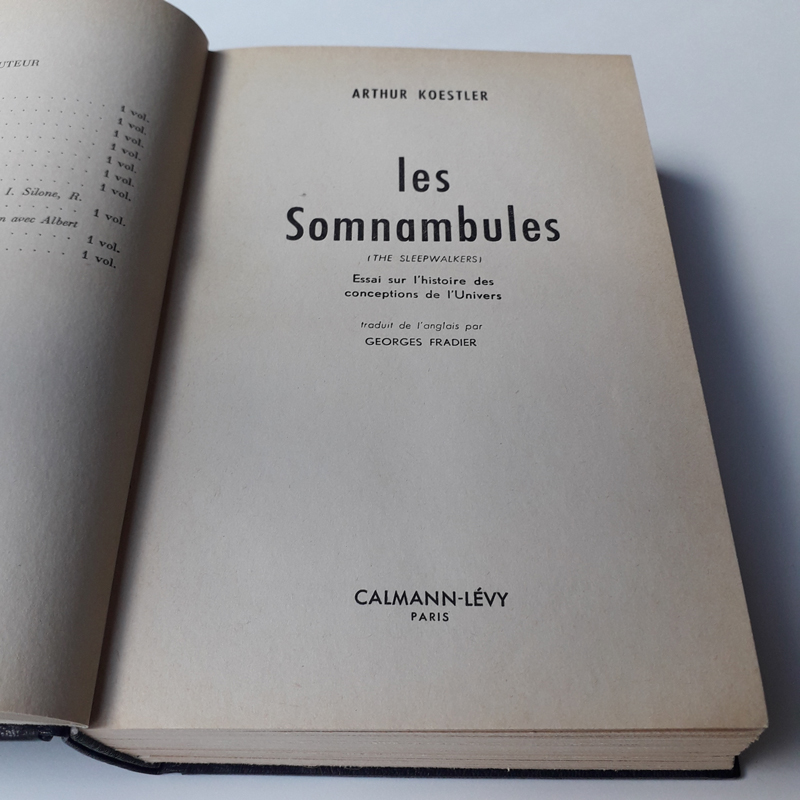 UTEUR
1 vol.
1 vol.
1 vol.
1 vol.
1 vol.
1 vol.
I. Silone, R.
1 vol.
n avec Albert
1 vol.
1 vol.
ARTHUR KOESTLER
les
Somnambules
(THE SLEEPWALKERS)
Essai sur l'histoire des
conceptions de l'Univers
traduit de l'anglais par
GEORGES FRADIER
CALMANN-LÉVY
PARIS